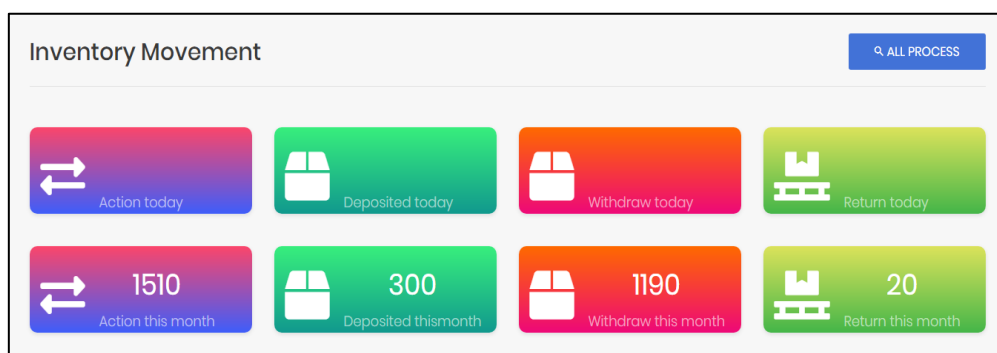 Inventory Movement
ALL PROCESS
Action today
Deposited today
Withdraw today
Return today
1510
Action this month
300
Deposited thismonth
1190
Withdraw this month
20
Return this month